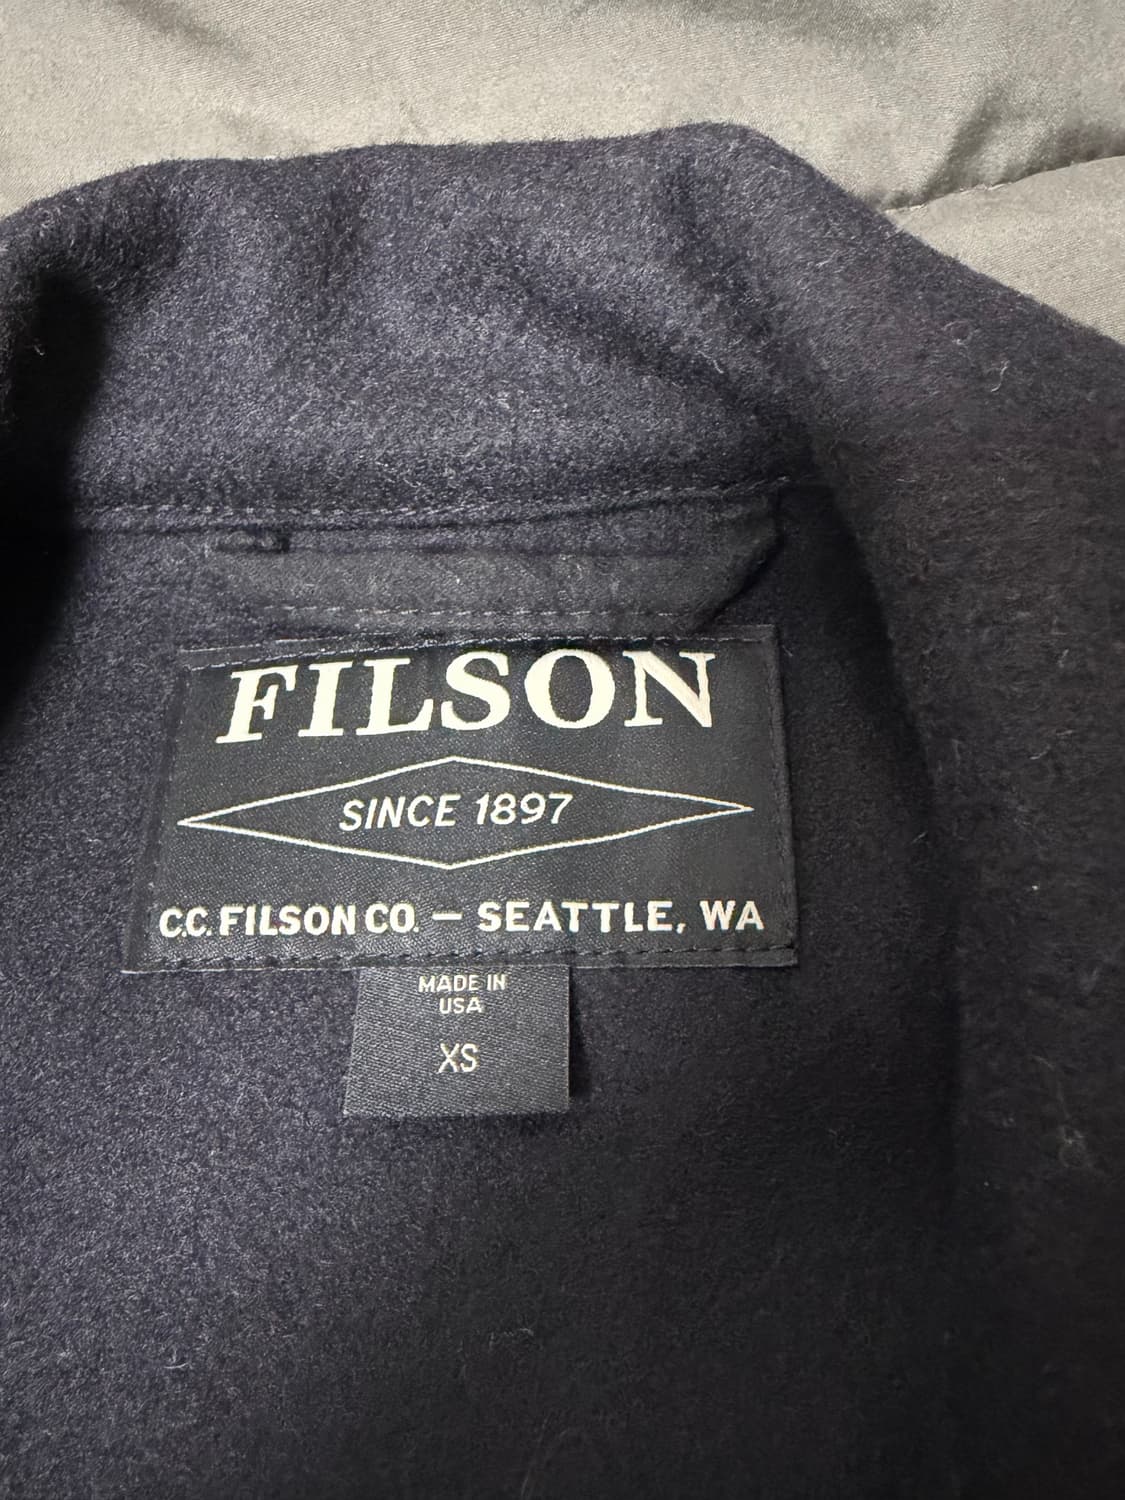 FILSON
SINCE 1897
C.C. FILSON CO. — SEATTLE, WA
MADE IN
USA
XS